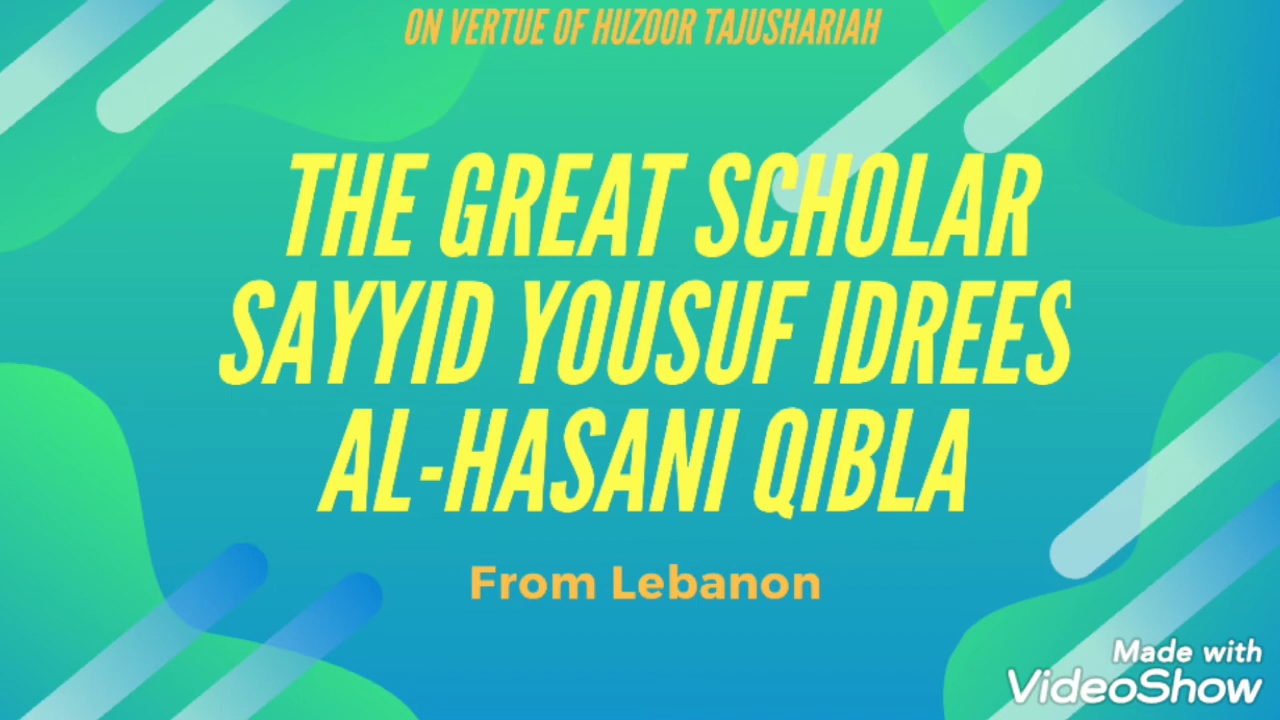 ON VERTUE OF HUZOOR TAJUSHARIAH
THE GREAT SCHOLAR
SAYYID YOUSUF IDREES
AL-HASANI QIBLA
From Lebanon
Made with
VideoShow